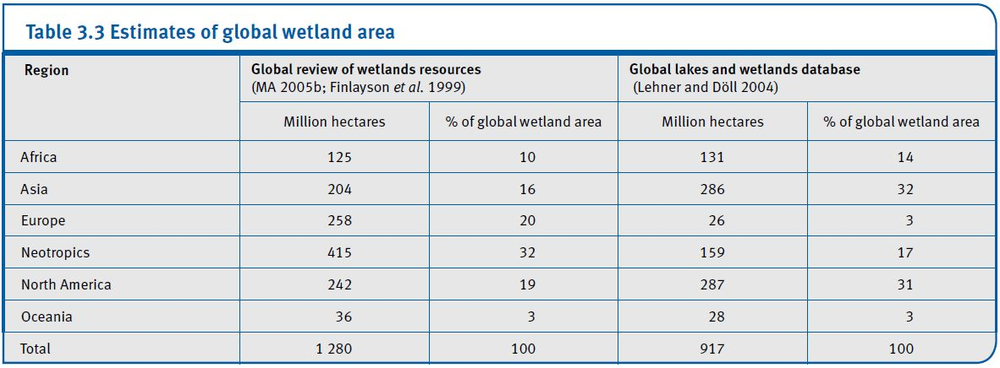 Table 3.3 Estimates of global wetland area
Region Global review of wetlands resources Global lakes and wetlands database
(MA 2005b; Finlayson et al. 1999) (Lehner and Döll 2004)
Million hectares % of global wetland area Million hectares % of global wetland area
Africa 125 10 131 14
Asia 204 16 286 32
Europe 258 20 26 3
Neotropics 415 32 159 17
North America 242 19 287 31
Oceania 36 3 28 3
Total 1 280 100 917 100